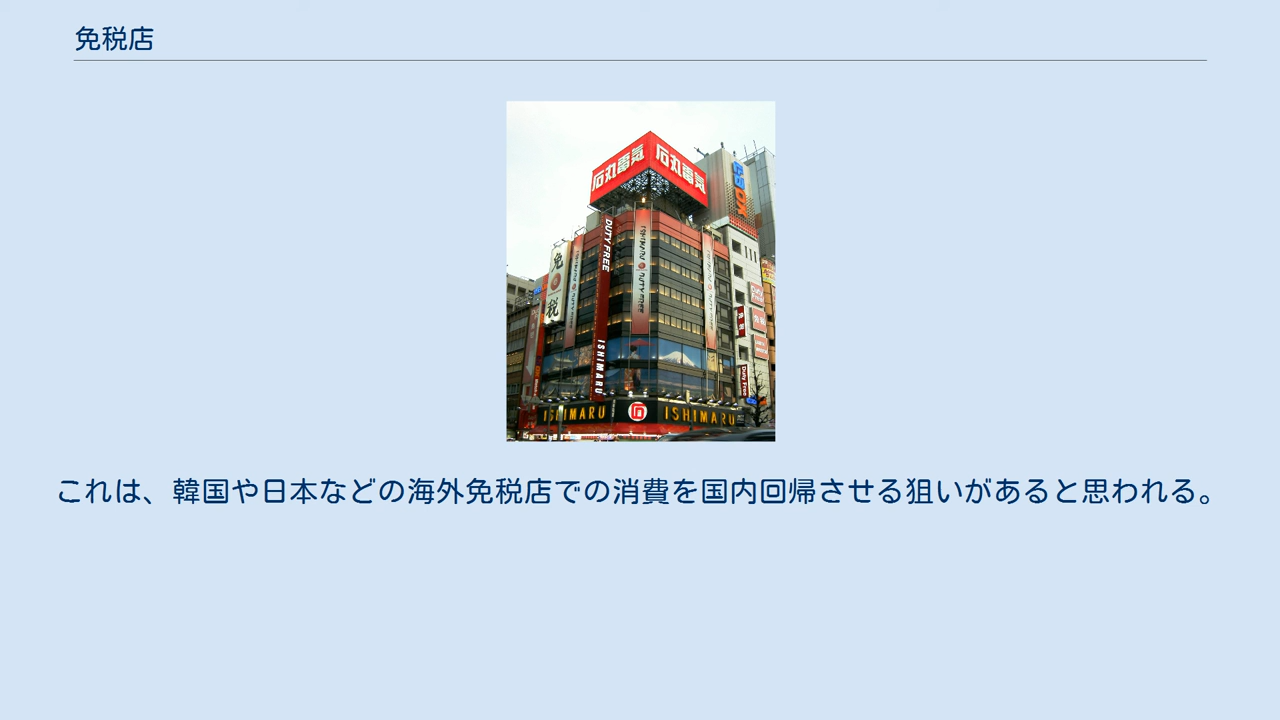 免税店
石丸電気
石丸電気
DUTY FREE
免
税
ISHIMARU
ISHIMARU
ISHIMARU
Duty Free
これは、韓国や日本などの海外免税店での消費を国内回帰させる狙いがあると思われる。